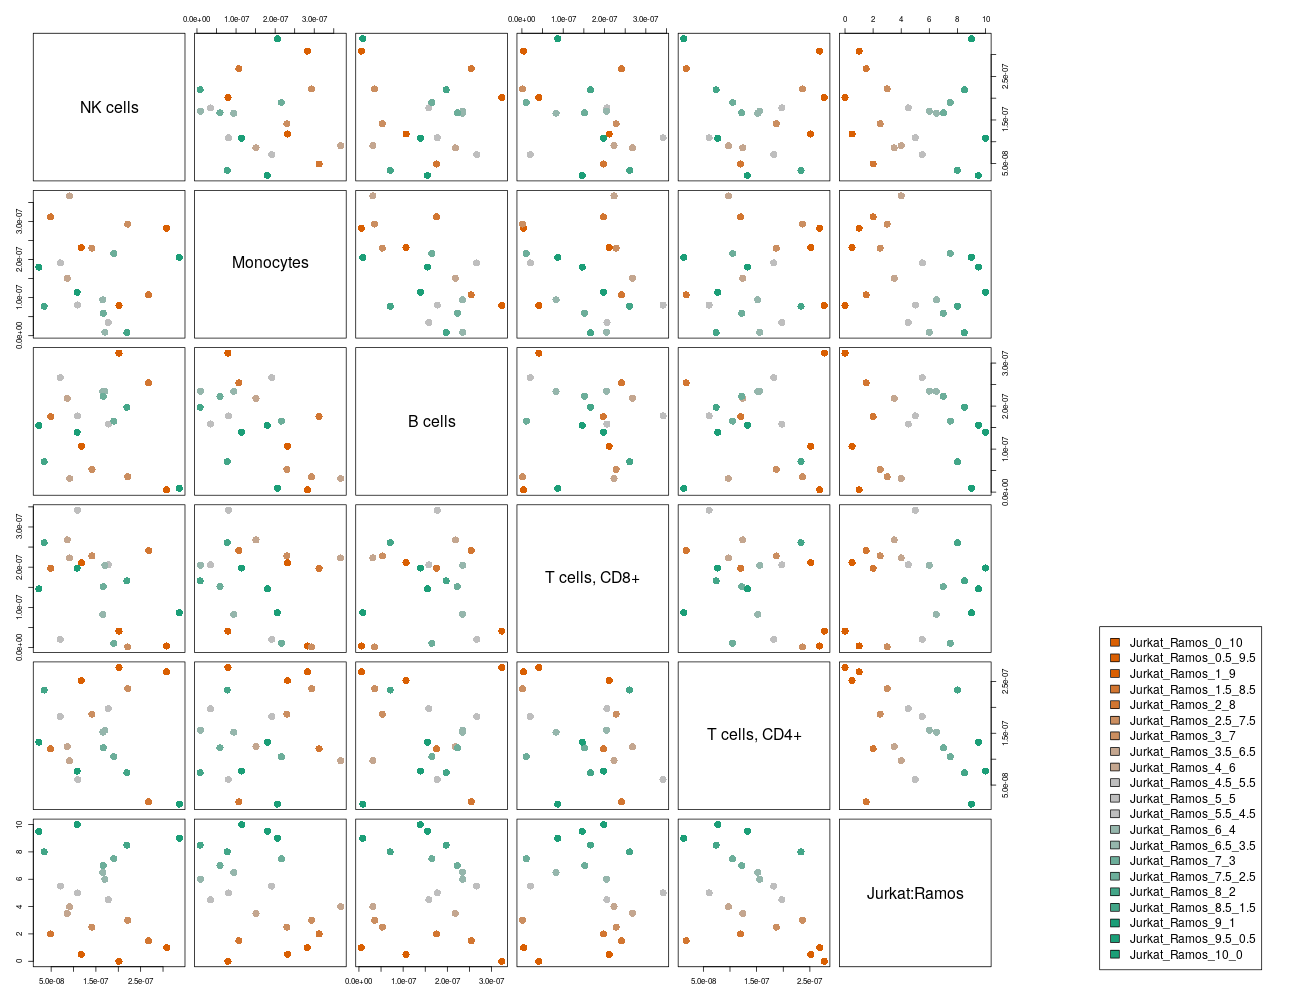 0.0e+00 1.0e-07 2.0e-07 3.0e-07
0.0e+00 1.0e-07 2.0e-07 3.0e-07
0 2 4 6 8 10
NK cells
5.0e-08 1.5e-07 2.5e-07
0.0e+00 1.0e-07 2.0e-07 3.0e-07
Monocytes
B cells
0.0e+00 1.0e-07 2.0e-07 3.0e-07
0.0e+00 1.0e-07 2.0e-07 3.0e-07
T cells, CD8+
T cells, CD4+
5.0e-08 1.5e-07 2.5e-07
0 2 4 6 8 10
Jurkat:Ramos
5.0e-08 1.5e-07 2.5e-07
0.0e+00 1.0e-07 2.0e-07 3.0e-07
5.0e-08 1.5e-07 2.5e-07
Jurkat_Ramos_0_10
Jurkat_Ramos_0.5_9.5
Jurkat_Ramos_1_9
Jurkat_Ramos_1.5_8.5
Jurkat_Ramos_2_8
Jurkat_Ramos_2.5_7.5
Jurkat_Ramos_3_7
Jurkat_Ramos_3.5_6.5
Jurkat_Ramos_4_6
Jurkat_Ramos_4.5_5.5
Jurkat_Ramos_5_5
Jurkat_Ramos_5.5_4.5
Jurkat_Ramos_6_4
Jurkat_Ramos_6.5_3.5
Jurkat_Ramos_7_3
Jurkat_Ramos_7.5_2.5
Jurkat_Ramos_8_2
Jurkat_Ramos_8.5_1.5
Jurkat_Ramos_9_1
Jurkat_Ramos_9.5_0.5
Jurkat_Ramos_10_0